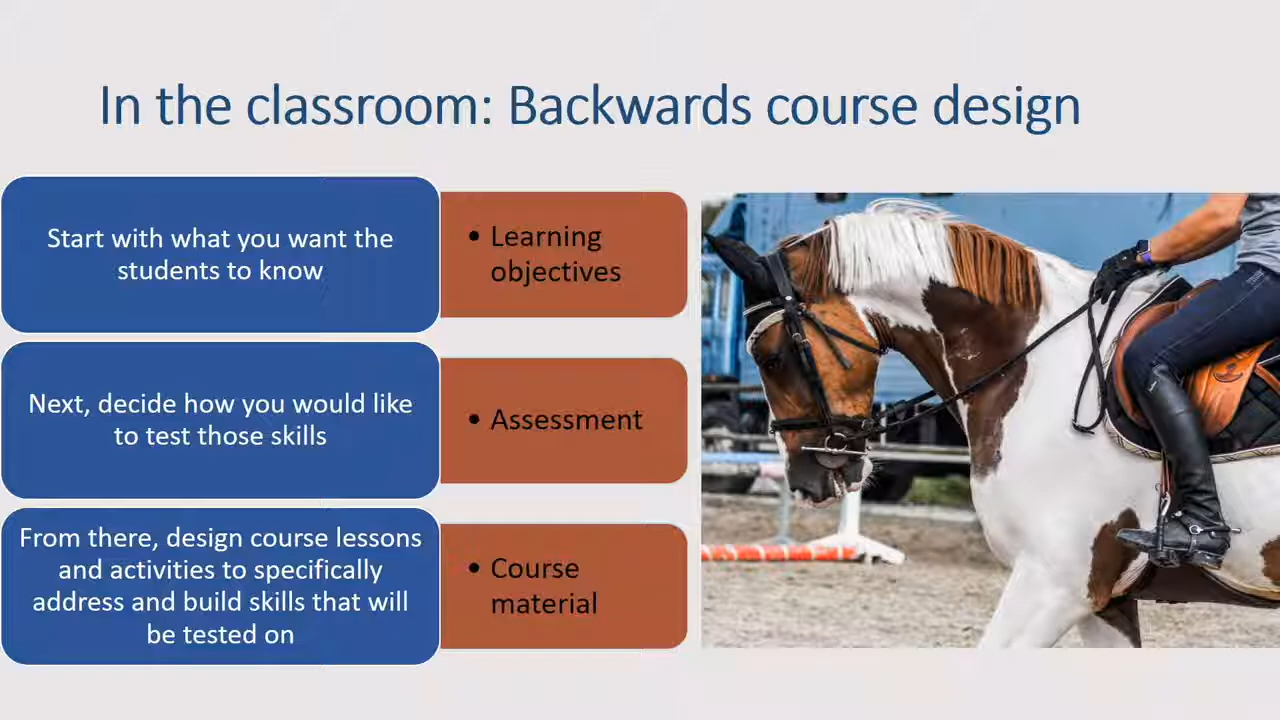 In the classroom: Backwards course design
Start with what you want the
students to know
• Learning
objectives
Next, decide how you would like
to test those skills
• Assessment
From there, design course lessons
and activities to specifically
address and build skills that will
be tested on
• Course
material